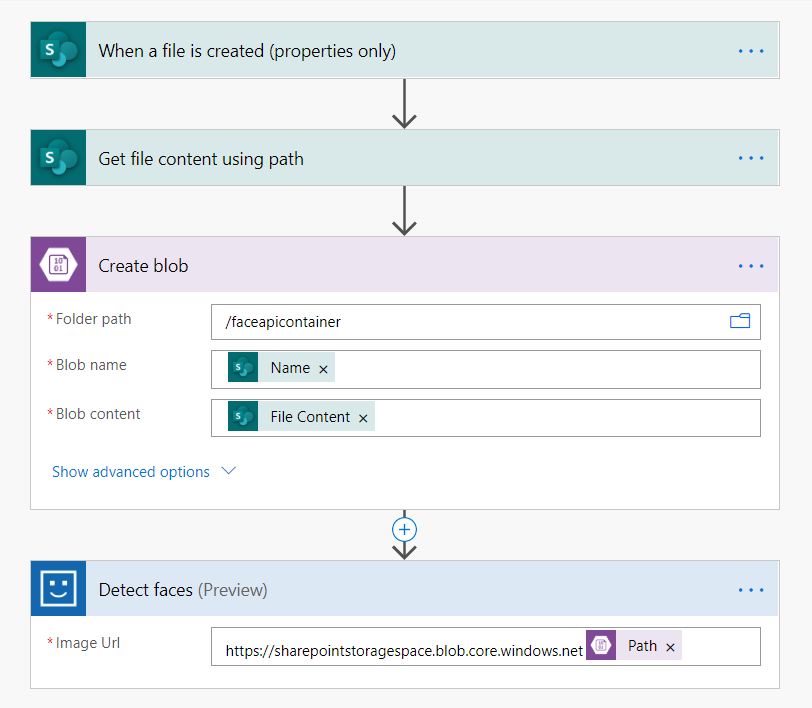 When a file is created (properties only)
Get file content using path
Create blob
* Folder path
/faceapicontainer
* Blob name
Name ×
* Blob content
File Content ×
Show advanced options
Detect faces (Preview)
* Image Url
https://sharepointstoragespace.blob.core.windows.net Path ×